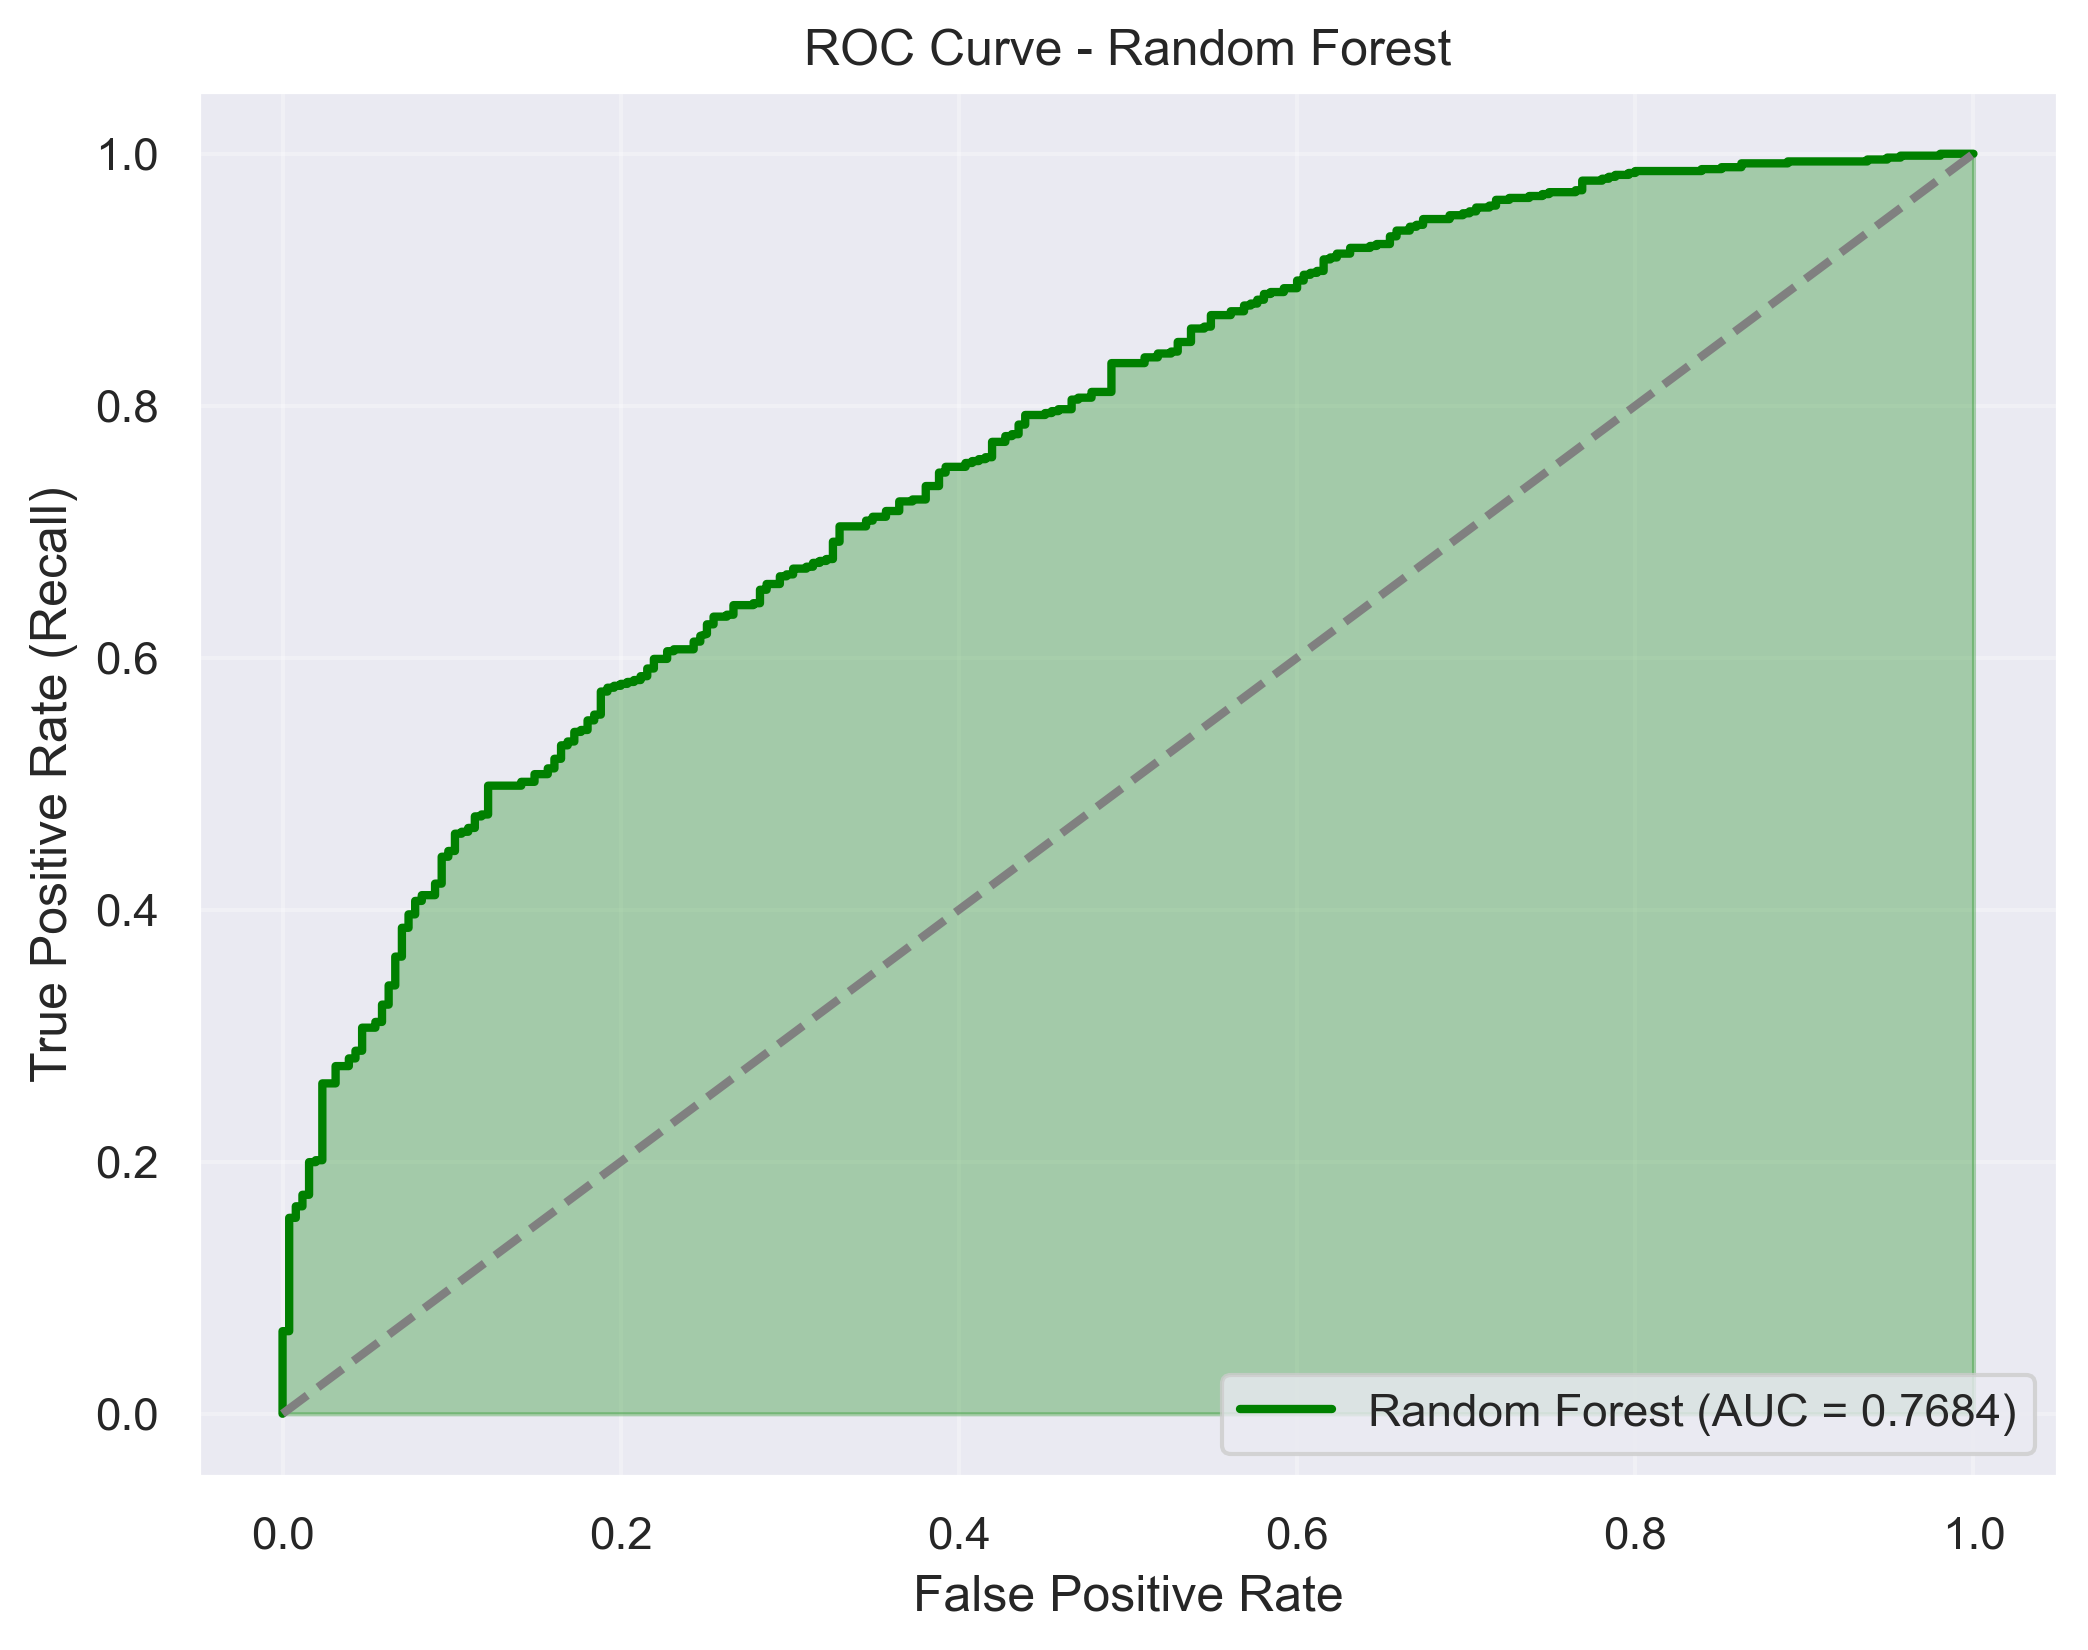 ROC Curve - Random Forest
True Positive Rate (Recall)
1.0
0.8
0.6
0.4
0.2
0.0
Random Forest (AUC = 0.7684)
0.0 0.2 0.4 0.6 0.8 1.0
False Positive Rate